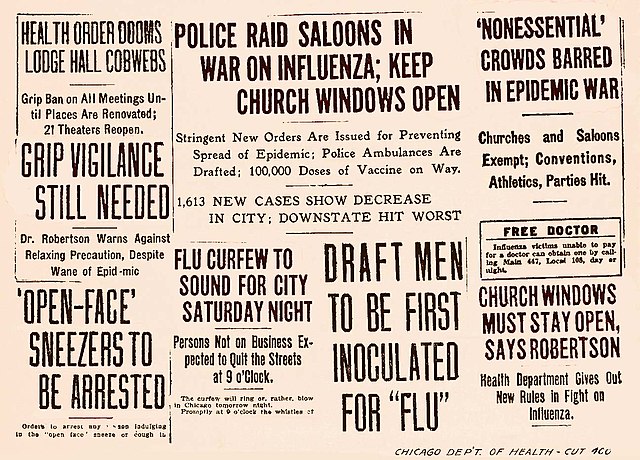 HEALTH ORDER DOOMS
LODGE HALL COBWEBS
Grip Ban on All Meetings Un-
til Places Are Renovated;
21 Theaters Reopen.
GRIP VIGILANCE
STILL NEEDED
Dr. Robertson Warns Against
Relaxing Precaution, Despite
Wane of Epid-mic
'OPEN-FACE'
SNEEZERS TO
BE ARRESTED
Orders to arrest any indulging
in the "open face" sneeze or cough in
POLICE RAID SALOONS IN
WAR ON INFLUENZA; KEEP
CHURCH WINDOWS OPEN
Stringent New Orders Are Issued for Preventing
Spread of Epidemic; Police Ambulances Are
Drafted; 100,000 Doses of Vaccine on Way.
1,613 NEW CASES SHOW DECREASE
IN CITY; DOWNSTATE HIT WORST
FLU CURFEW TO
SOUND FOR CITY
SATURDAY NIGHT
Persons Not on Business Ex-
pected to Quit the Streets
at 9 o'Clock.
The curfew will ring or, rather, blow
in Chicago tomorrow night.
Promptly at 9 o'clock the whistles of
DRAFT MEN
TO BE FIRST
INOCULATED
FOR "FLU"
'NONESSENTIAL'
CROWDS BARRED
IN EPIDEMIC WAR
Churches and Saloons
Exempt; Conventions,
Athletics, Parties Hit.
FREE DOCTOR
Influenza victims unable to pay
for a doctor can obtain one by call-
ing Main 447, Local 108, day or
night.
CHURCH WINDOWS
MUST STAY OPEN,
SAYS ROBERTSON
Health Department Gives Out
New Rules in Fight on
Influenza.
CHICAGO DEP'T. OF HEALTH - CUT 400